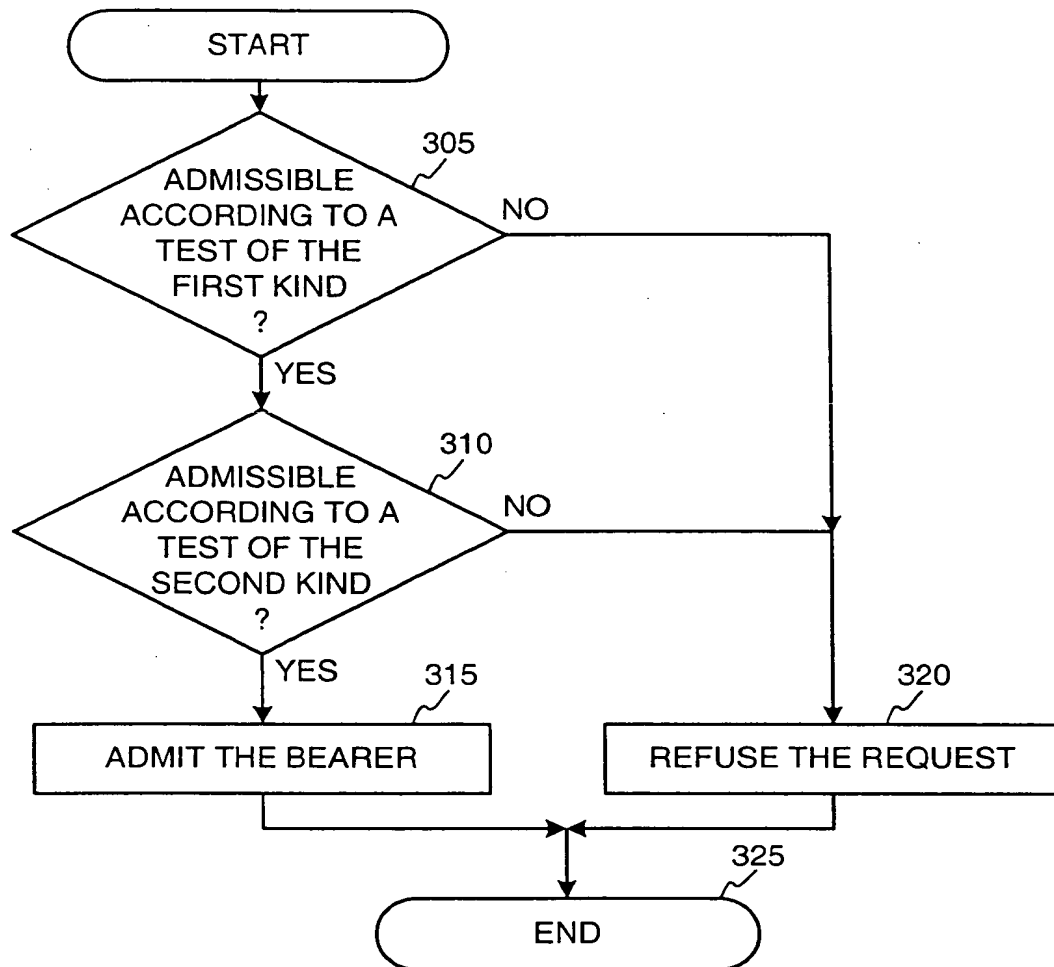 START
305
ADMISSIBLE
ACCORDING TO A
TEST OF THE
FIRST KIND
?
NO
YES
310
ADMISSIBLE
ACCORDING TO A
TEST OF THE
SECOND KIND
?
NO
YES
315
ADMIT THE BEARER
320
REFUSE THE REQUEST
325
END